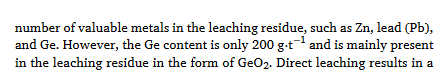 number of valuable metals in the leaching residue, such as Zn, lead (Pb),
and Ge. However, the Ge content is only 200 g·t⁻¹ and is mainly present
in the leaching residue in the form of GeO₂. Direct leaching results in a